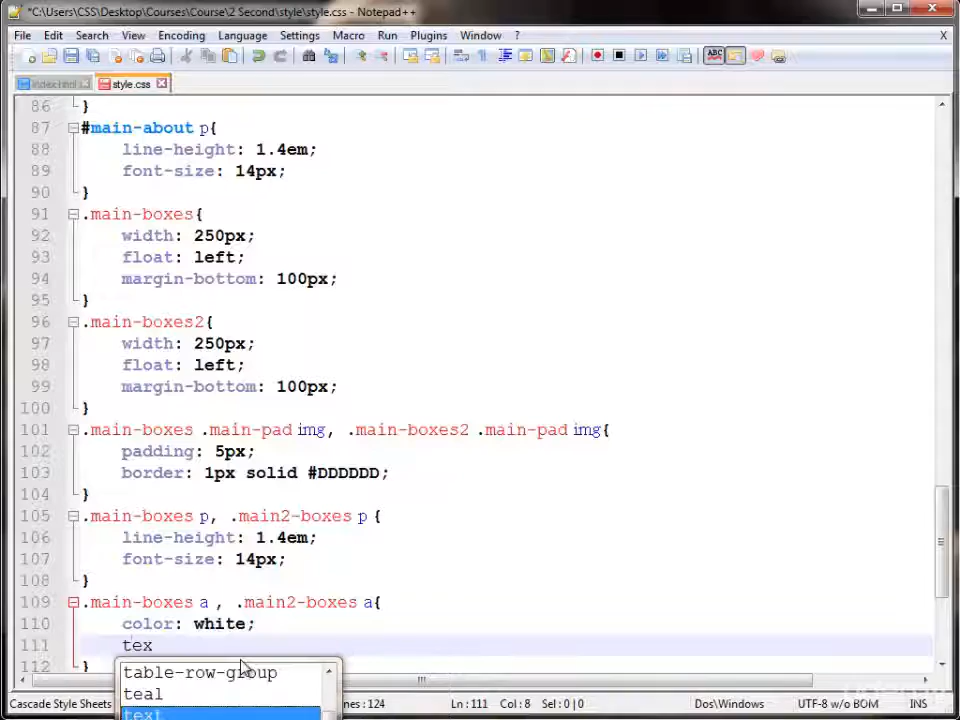 *C:\Users\CSS\Desktop\Courses\Course\2 Second\style\style.css - Notepad++
File Edit Search View Encoding Language Settings Macro Run Plugins Window ? X
index.html style.css
86 }
87 #main-about p{
88 line-height: 1.4em;
89 font-size: 14px;
90 }
91 .main-boxes{
92 width: 250px;
93 float: left;
94 margin-bottom: 100px;
95 }
96 .main-boxes2{
97 width: 250px;
98 float: left;
99 margin-bottom: 100px;
100 }
101 .main-boxes .main-pad img, .main-boxes2 .main-pad img{
102 padding: 5px;
103 border: 1px solid #DDDDDD;
104 }
105 .main-boxes p, .main2-boxes p {
106 line-height: 1.4em;
107 font-size: 14px;
108 }
109 .main-boxes a , .main2-boxes a{
110 color: white;
111 tex
112 }
table-row-group
teal
text
Cascade Style Sheets lines : 124 Ln : 111 Col : 8 Sel : 0 | 0 Dos\Windows UTF-8 w/o BOM INS